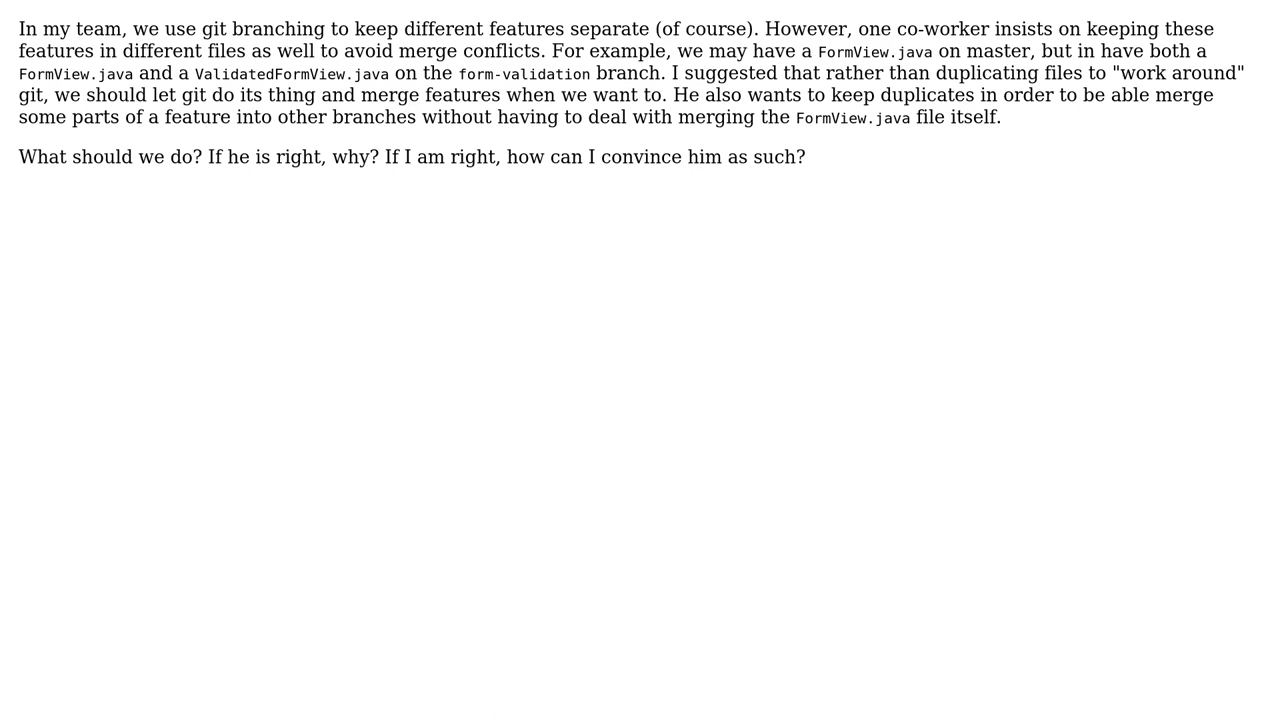 In my team, we use git branching to keep different features separate (of course). However, one co-worker insists on keeping these
features in different files as well to avoid merge conflicts. For example, we may have a FormView.java on master, but in have both a
FormView.java and a ValidatedFormView.java on the form-validation branch. I suggested that rather than duplicating files to "work around"
git, we should let git do its thing and merge features when we want to. He also wants to keep duplicates in order to be able merge
some parts of a feature into other branches without having to deal with merging the FormView.java file itself.
What should we do? If he is right, why? If I am right, how can I convince him as such?